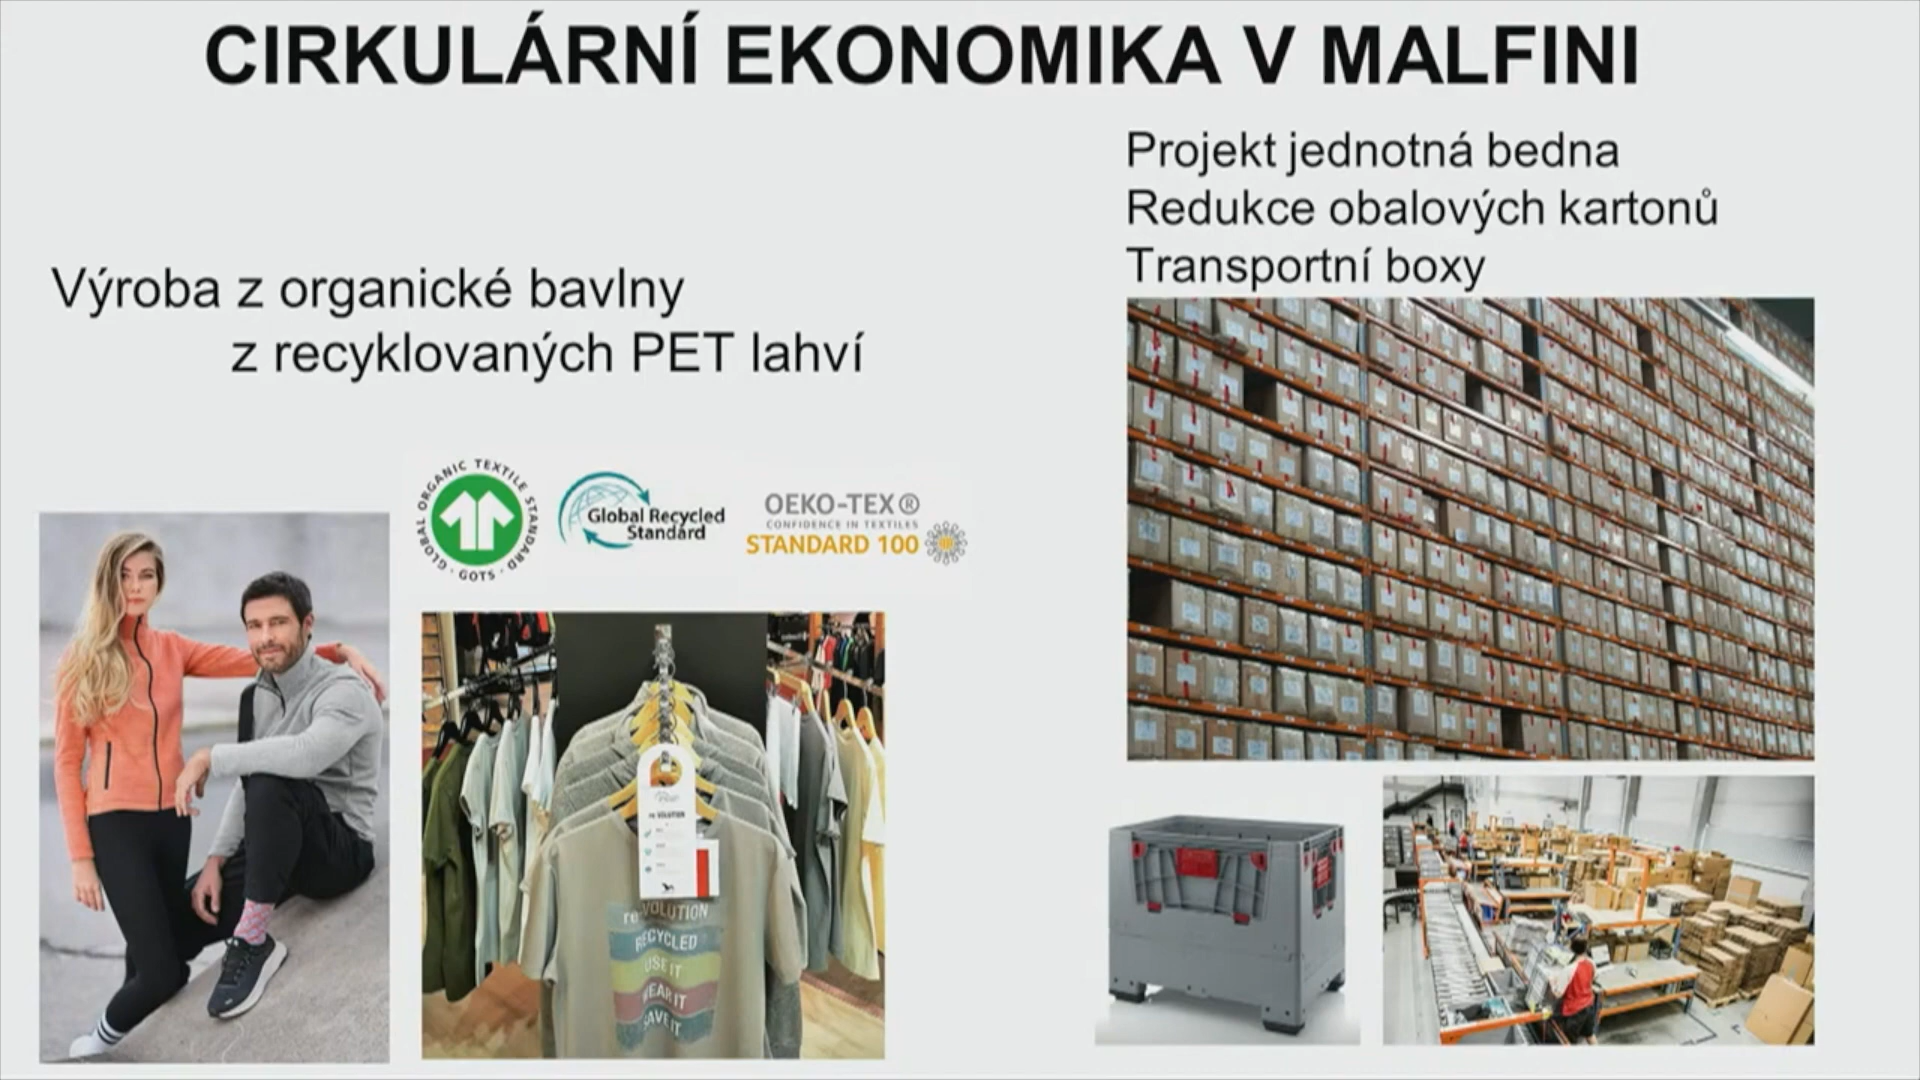 CIRKULÁRNÍ EKONOMIKA V MALFINI
Výroba z organické bavlny
z recyklovaných PET lahví
Projekt jednotná bedna
Redukce obalových kartonů
Transportní boxy
GLOBAL ORGANIC TEXTILE STANDARD · GOTS ·
Global Recycled
Standard
OEKO-TEX ®
CONFIDENCE IN TEXTILES
STANDARD 100
re VOLUTION
re-VOLUTION
RECYCLED
USE IT
WEAR IT
SAVE IT